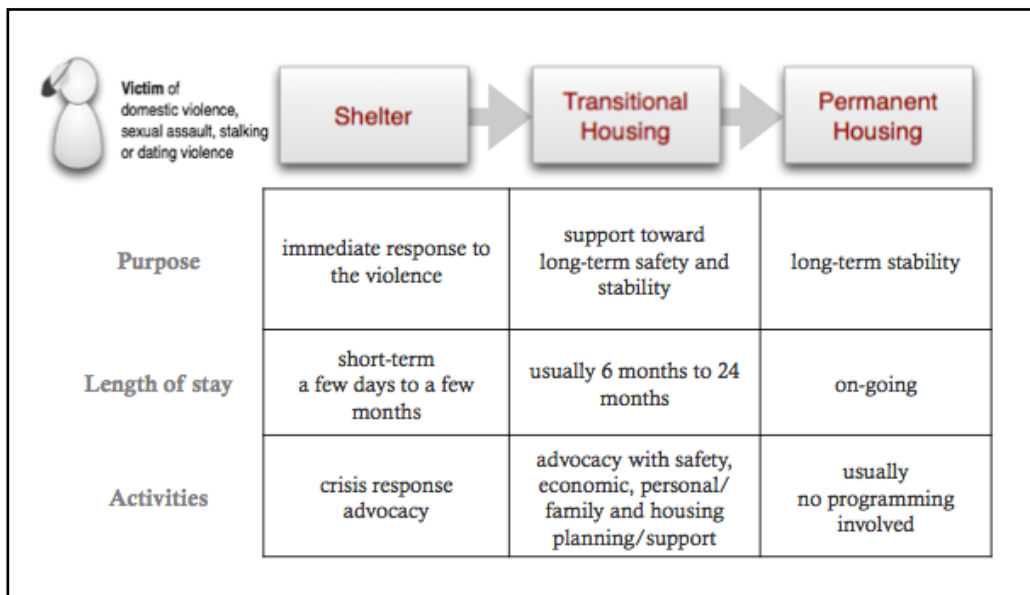 Victim of
domestic violence,
sexual assault, stalking
or dating violence
Shelter
Transitional
Housing
Permanent
Housing
Purpose
immediate response to
the violence
support toward
long-term safety and
stability
long-term stability
Length of stay
short-term
a few days to a few
months
usually 6 months to 24
months
on-going
Activities
crisis response
advocacy
advocacy with safety,
economic, personal/
family and housing
planning/support
usually
no programming
involved